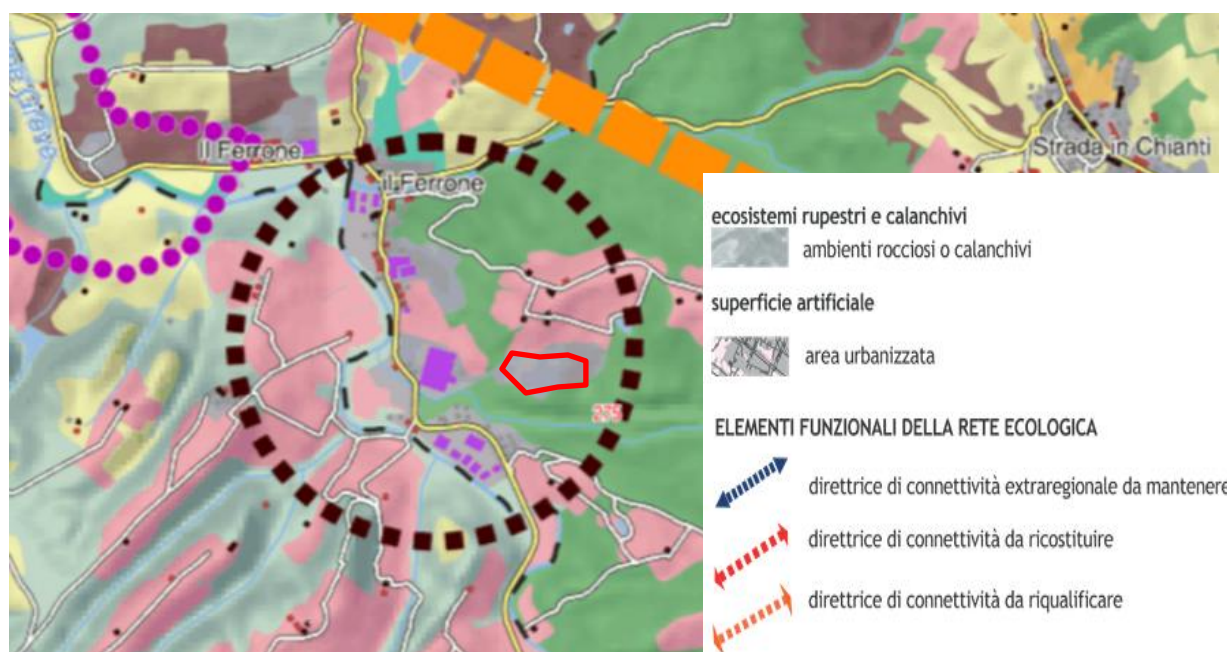 Il Ferrone
il Ferrone
Strada in Chianti
275
ecosistemi rupestri e calanchivi
ambienti rocciosi o calanchivi
superficie artificiale
area urbanizzata
ELEMENTI FUNZIONALI DELLA RETE ECOLOGICA
direttrice di connettività extraregionale da mantenere
direttrice di connettività da ricostituire
direttrice di connettività da riqualificare